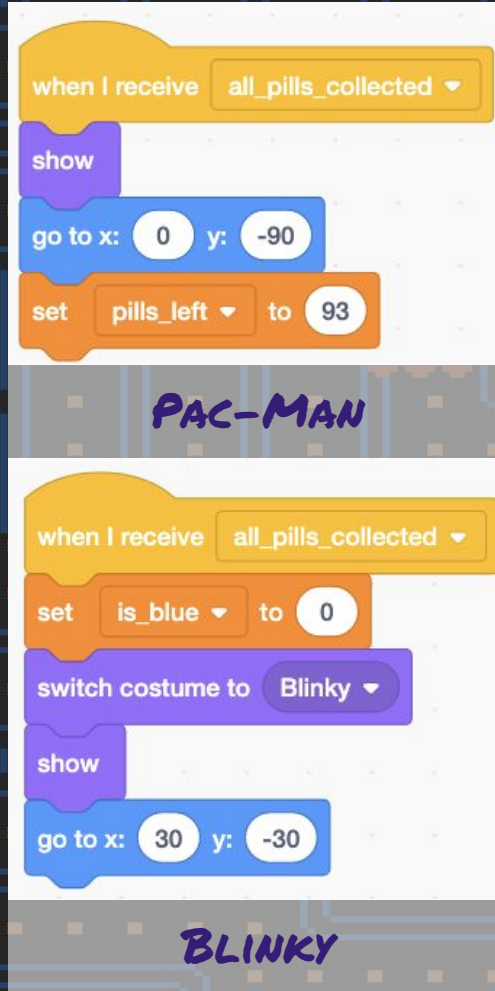 when I receive all_pills_collected
show
go to x: 0 y: -90
set pills_left to 93
PAC-MAN
when I receive all_pills_collected
set is_blue to 0
switch costume to Blinky
show
go to x: 30 y: -30
BLINKY